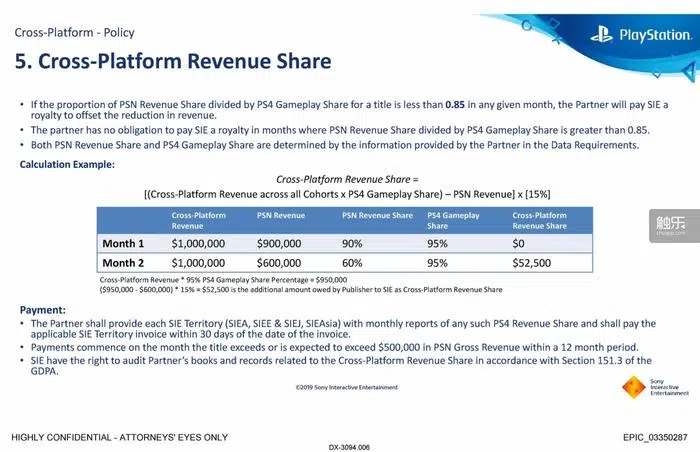 Cross-Platform - Policy
PlayStation.
5. Cross-Platform Revenue Share
• If the proportion of PSN Revenue Share divided by PS4 Gameplay Share for a title is less than 0.85 in any given month, the Partner will pay SIE a
royalty to offset the reduction in revenue.
• The partner has no obligation to pay SIE a royalty in months where PSN Revenue Share divided by PS4 Gameplay Share is greater than 0.85.
• Both PSN Revenue Share and PS4 Gameplay Share are determined by the information provided by the Partner in the Data Requirements.
Calculation Example:
Cross-Platform Revenue Share =
[(Cross-Platform Revenue across all Cohorts x PS4 Gameplay Share) – PSN Revenue] x [15%]
Cross-Platform Revenue PSN Revenue PSN Revenue Share PS4 Gameplay Share Cross-Platform Revenue Share
Month 1 $1,000,000 $900,000 90% 95% $0
Month 2 $1,000,000 $600,000 60% 95% $52,500
Cross-Platform Revenue * 95% PS4 Gameplay Share Percentage = $950,000
($950,000 - $600,000) * 15% = $52,500 is the additional amount owed by Publisher to SIE as Cross-Platform Revenue Share
触乐
chuapp.com
Payment:
• The Partner shall provide each SIE Territory (SIEA, SIEE & SIEJ, SIEAsia) with monthly reports of any such PS4 Revenue Share and shall pay the
applicable SIE Territory invoice within 30 days of the date of the invoice.
• Payments commence on the month the title exceeds or is expected to exceed $500,000 in PSN Gross Revenue within a 12 month period.
• SIE have the right to audit Partner's books and records related to the Cross-Platform Revenue Share in accordance with Section 151.3 of the
GDPA.
©2019 Sony Interactive Entertainment
Sony
Interactive
Entertainment
HIGHLY CONFIDENTIAL - ATTORNEYS' EYES ONLY
EPIC_03350287
DX-3094.006